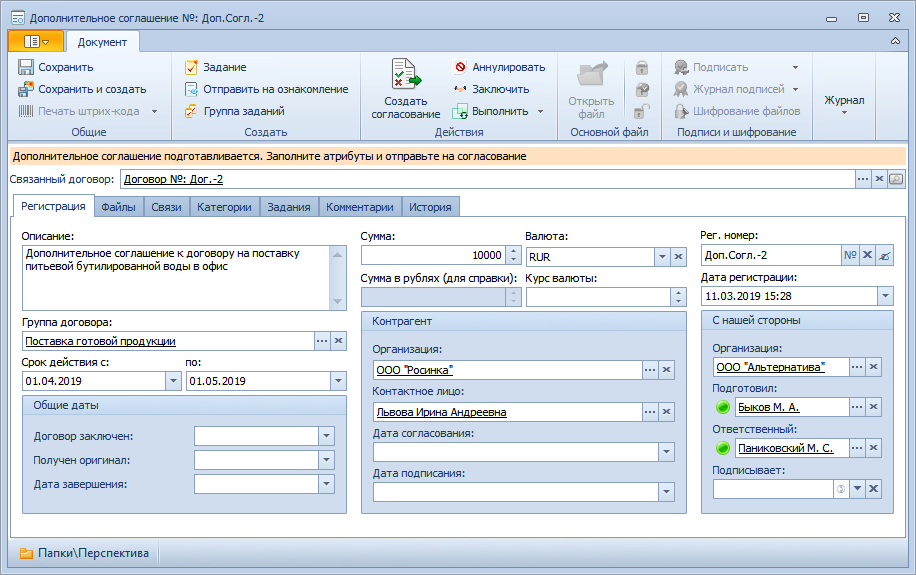 Дополнительное соглашение №: Доп.Согл.-2
Документ
Сохранить
Сохранить и создать
Печать штрих-кода
Общие
Задание
Отправить на ознакомление
Группа заданий
Создать
Создать
согласование
Аннулировать
Заключить
Выполнить
Действия
Открыть
файл
Основной файл
Подписать
Журнал подписей
Шифрование файлов
Подписи и шифрование
Журнал
Дополнительное соглашение подготавливается. Заполните атрибуты и отправьте на согласование
Связанный договор: Договор №: Дог.-2
Регистрация Файлы Связи Категории Задания Комментарии История
Описание:
Дополнительное соглашение к договору на поставку
питьевой бутилированной воды в офис
Группа договора:
Поставка готовой продукции
Срок действия с: по:
01.04.2019 01.05.2019
Общие даты
Договор заключен:
Получен оригинал:
Дата завершения:
Сумма: Валюта:
10000 RUR
Сумма в рублях (для справки): Курс валюты:
Контрагент
Организация:
ООО "Росинка"
Контактное лицо:
Львова Ирина Андреевна
Дата согласования:
Дата подписания:
Рег. номер:
Доп.Согл.-2 №
Дата регистрации:
11.03.2019 15:28
С нашей стороны
Организация:
ООО "Альтернатива"
Подготовил:
Быков М. А.
Ответственный:
Паниковский М. С.
Подписывает:
Папки\Перспектива